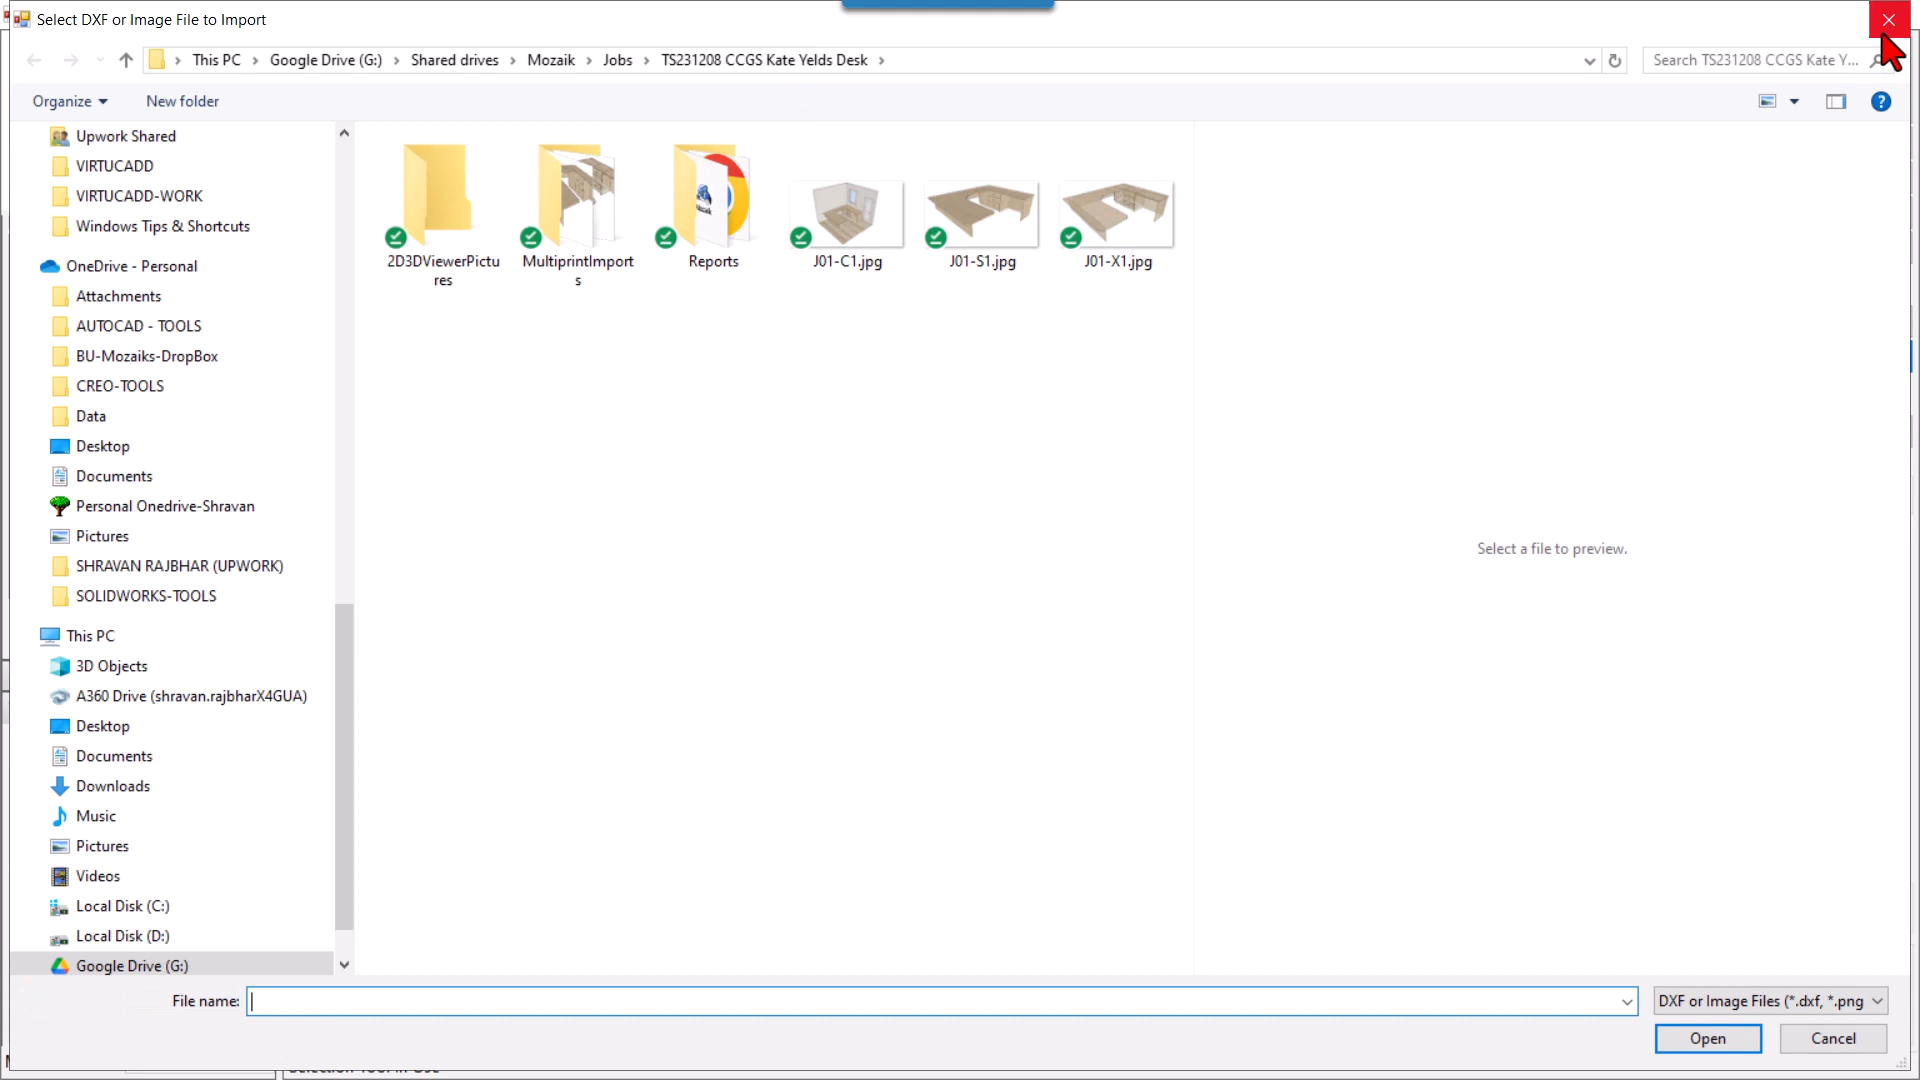 Select DXF or Image File to Import
This PC > Google Drive (G:) > Shared drives > Mozaik > Jobs > TS231208 CCGS Kate Yelds Desk >
Search TS231208 CCGS Kate Y...
Organize
New folder
Upwork Shared
VIRTUCADD
VIRTUCADD-WORK
Windows Tips & Shortcuts
OneDrive - Personal
Attachments
AUTOCAD - TOOLS
BU-Mozaiks-DropBox
CREO-TOOLS
Data
Desktop
Documents
Personal Onedrive-Shravan
Pictures
SHRAVAN RAJBHAR (UPWORK)
SOLIDWORKS-TOOLS
This PC
3D Objects
A360 Drive (shravan.rajbharX4GUA)
Desktop
Documents
Downloads
Music
Pictures
Videos
Local Disk (C:)
Local Disk (D:)
Google Drive (G:)
2D3DViewerPictu
res
MultiprintImport
s
Reports
J01-C1.jpg
J01-S1.jpg
J01-X1.jpg
Select a file to preview.
File name:
DXF or Image Files (*.dxf, *.png
Open
Cancel